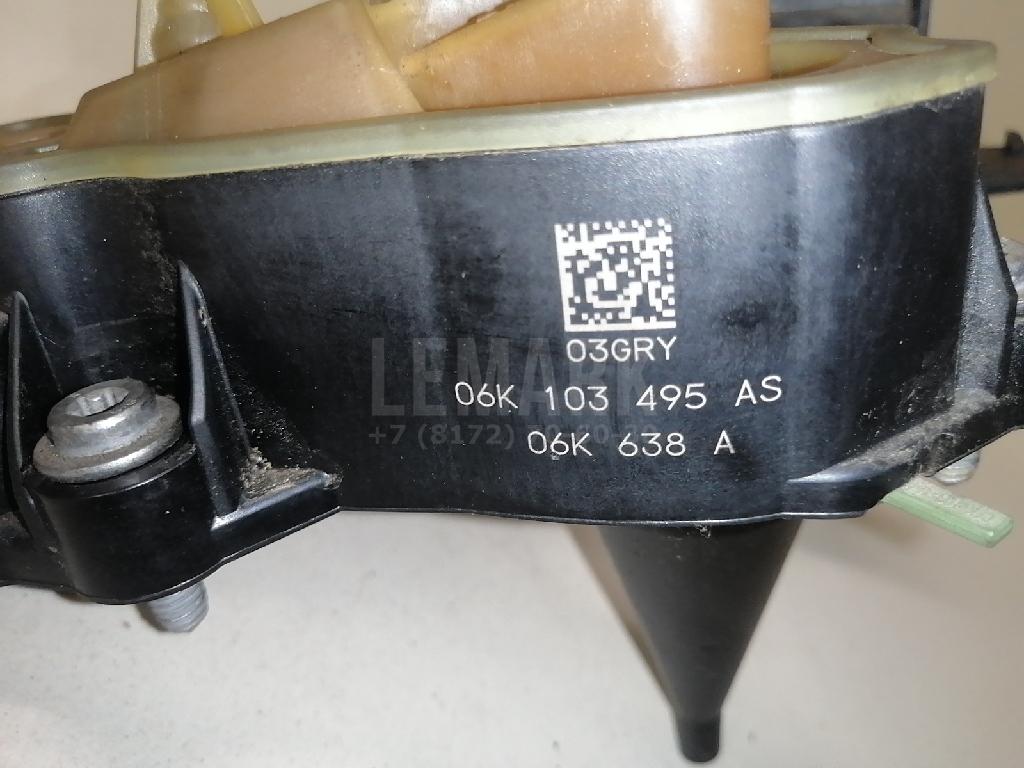 03GRY
LEMARK
06K 103 495 AS
+7 (8172)
06K 638 A